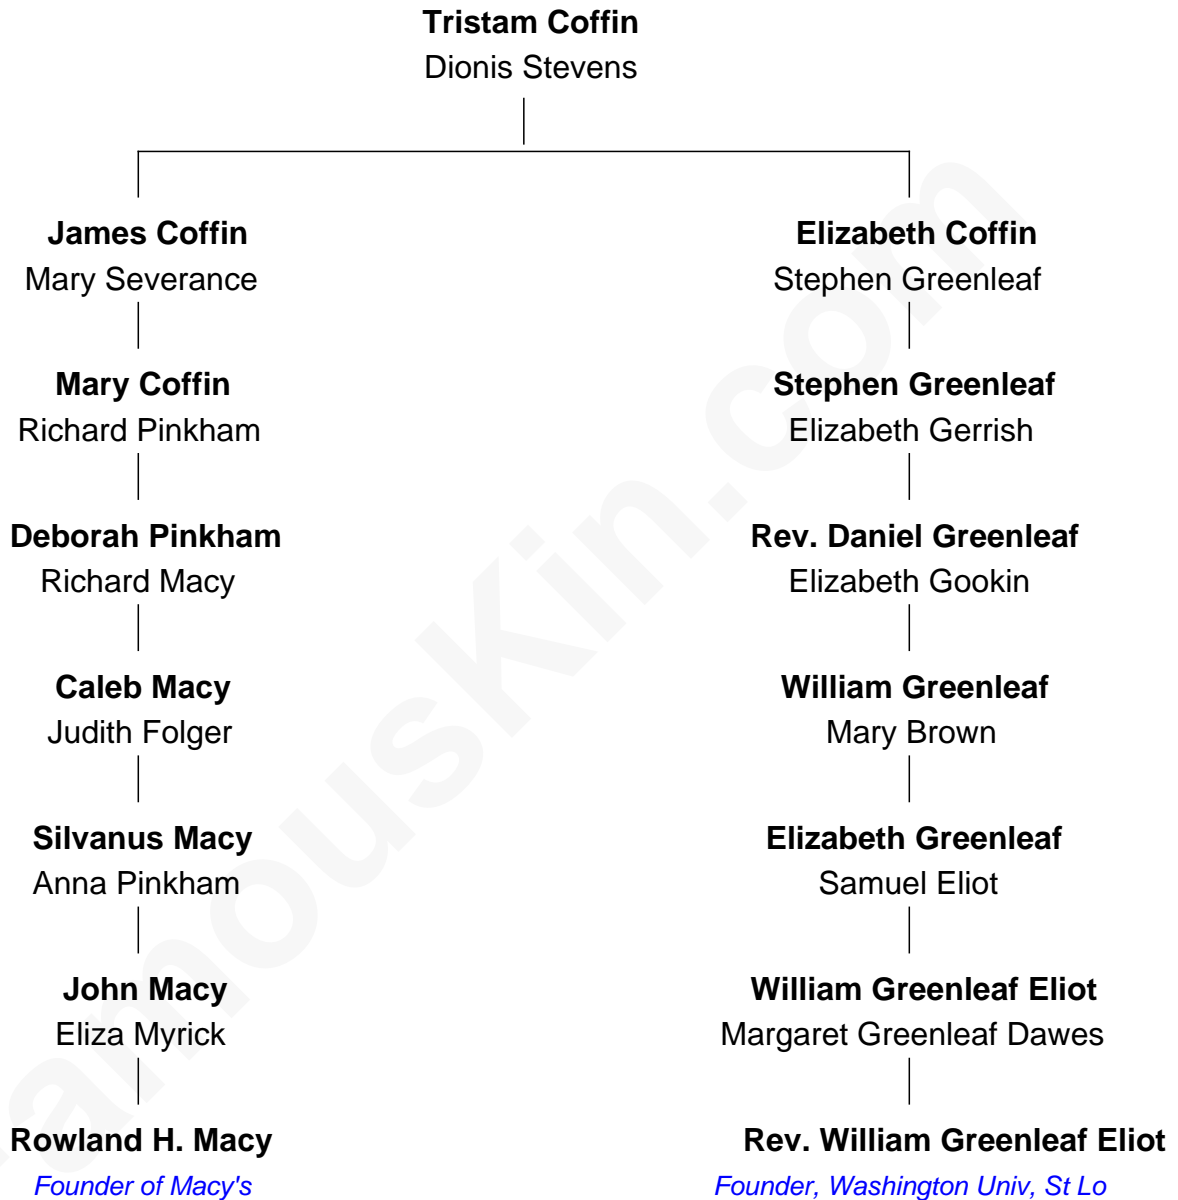 Tristam Coffin
Dionis Stevens
James Coffin
Mary Severance
Mary Coffin
Richard Pinkham
Deborah Pinkham
Richard Macy
Caleb Macy
Judith Folger
Silvanus Macy
Anna Pinkham
John Macy
Eliza Myrick
Rowland H. Macy
Founder of Macy's
Elizabeth Coffin
Stephen Greenleaf
Stephen Greenleaf
Elizabeth Gerrish
Rev. Daniel Greenleaf
Elizabeth Gookin
William Greenleaf
Mary Brown
Elizabeth Greenleaf
Samuel Eliot
William Greenleaf Eliot
Margaret Greenleaf Dawes
Rev. William Greenleaf Eliot
Founder, Washington Univ, St Lo
amouskin.com